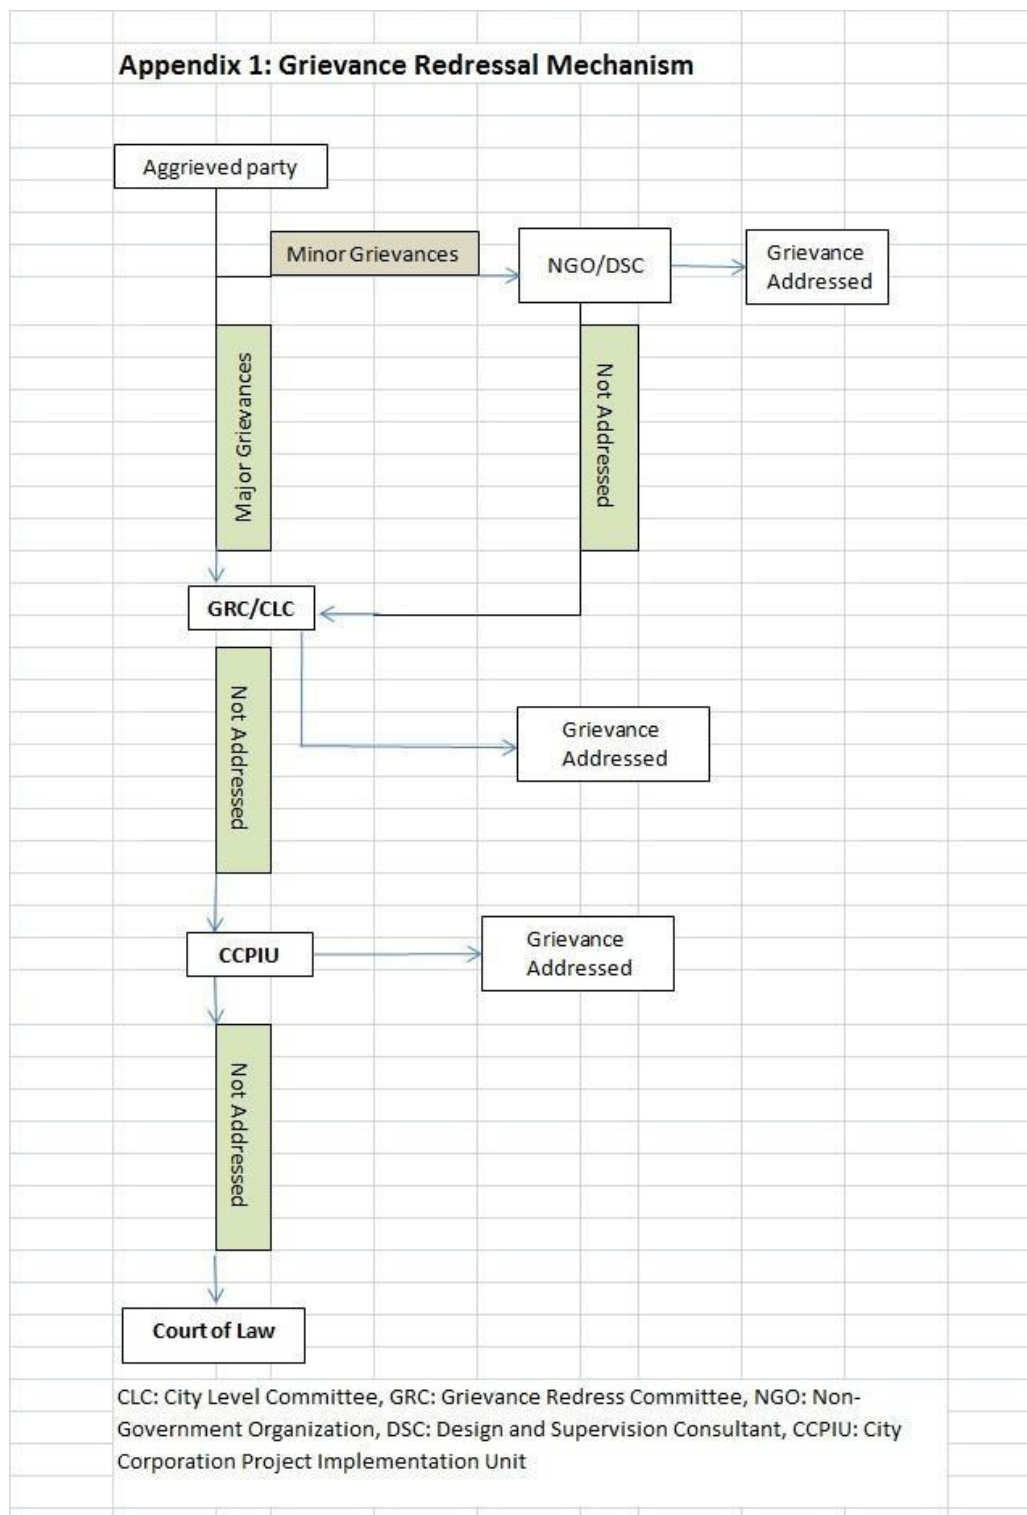 Appendix 1: Grievance Redressal Mechanism
Aggrieved party
Minor Grievances
NGO/DSC
Grievance
Addressed
Major Grievances
Not Addressed
GRC/CLC
Not Addressed
Grievance
Addressed
CCPIU
Grievance
Addressed
Not Addressed
Court of Law
CLC: City Level Committee, GRC: Grievance Redress Committee, NGO: Non-
Government Organization, DSC: Design and Supervision Consultant, CCPIU: City
Corporation Project Implementation Unit